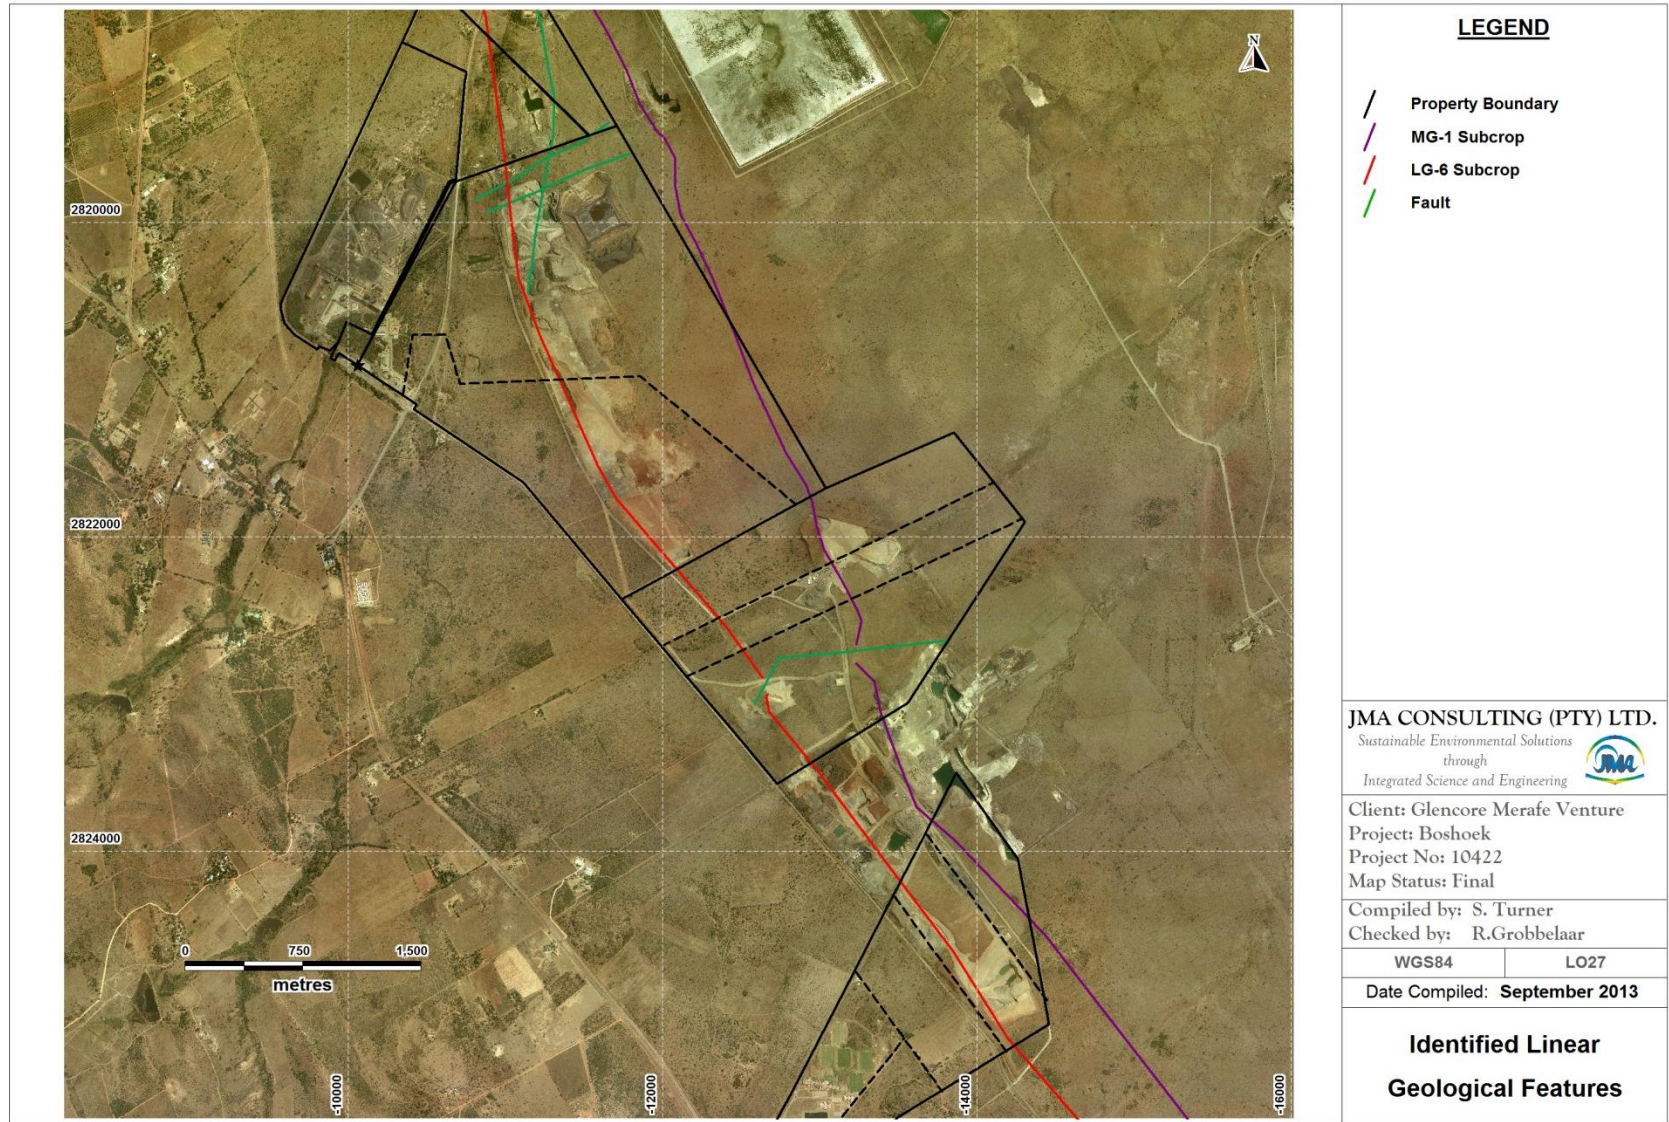 N
2820000
2822000
2824000
0 750 1,500
metres
-10000
-12000
-14000
-16000
LEGEND
Property Boundary
MG-1 Subcrop
LG-6 Subcrop
Fault
JMA CONSULTING (PTY) LTD.
Sustainable Environmental Solutions
through
Integrated Science and Engineering
JMA
Client: Glencore Merafe Venture
Project: Boshoek
Project No: 10422
Map Status: Final
Compiled by: S. Turner
Checked by: R.Grobbelaar
WGS84 LO27
Date Compiled: September 2013
Identified Linear
Geological Features